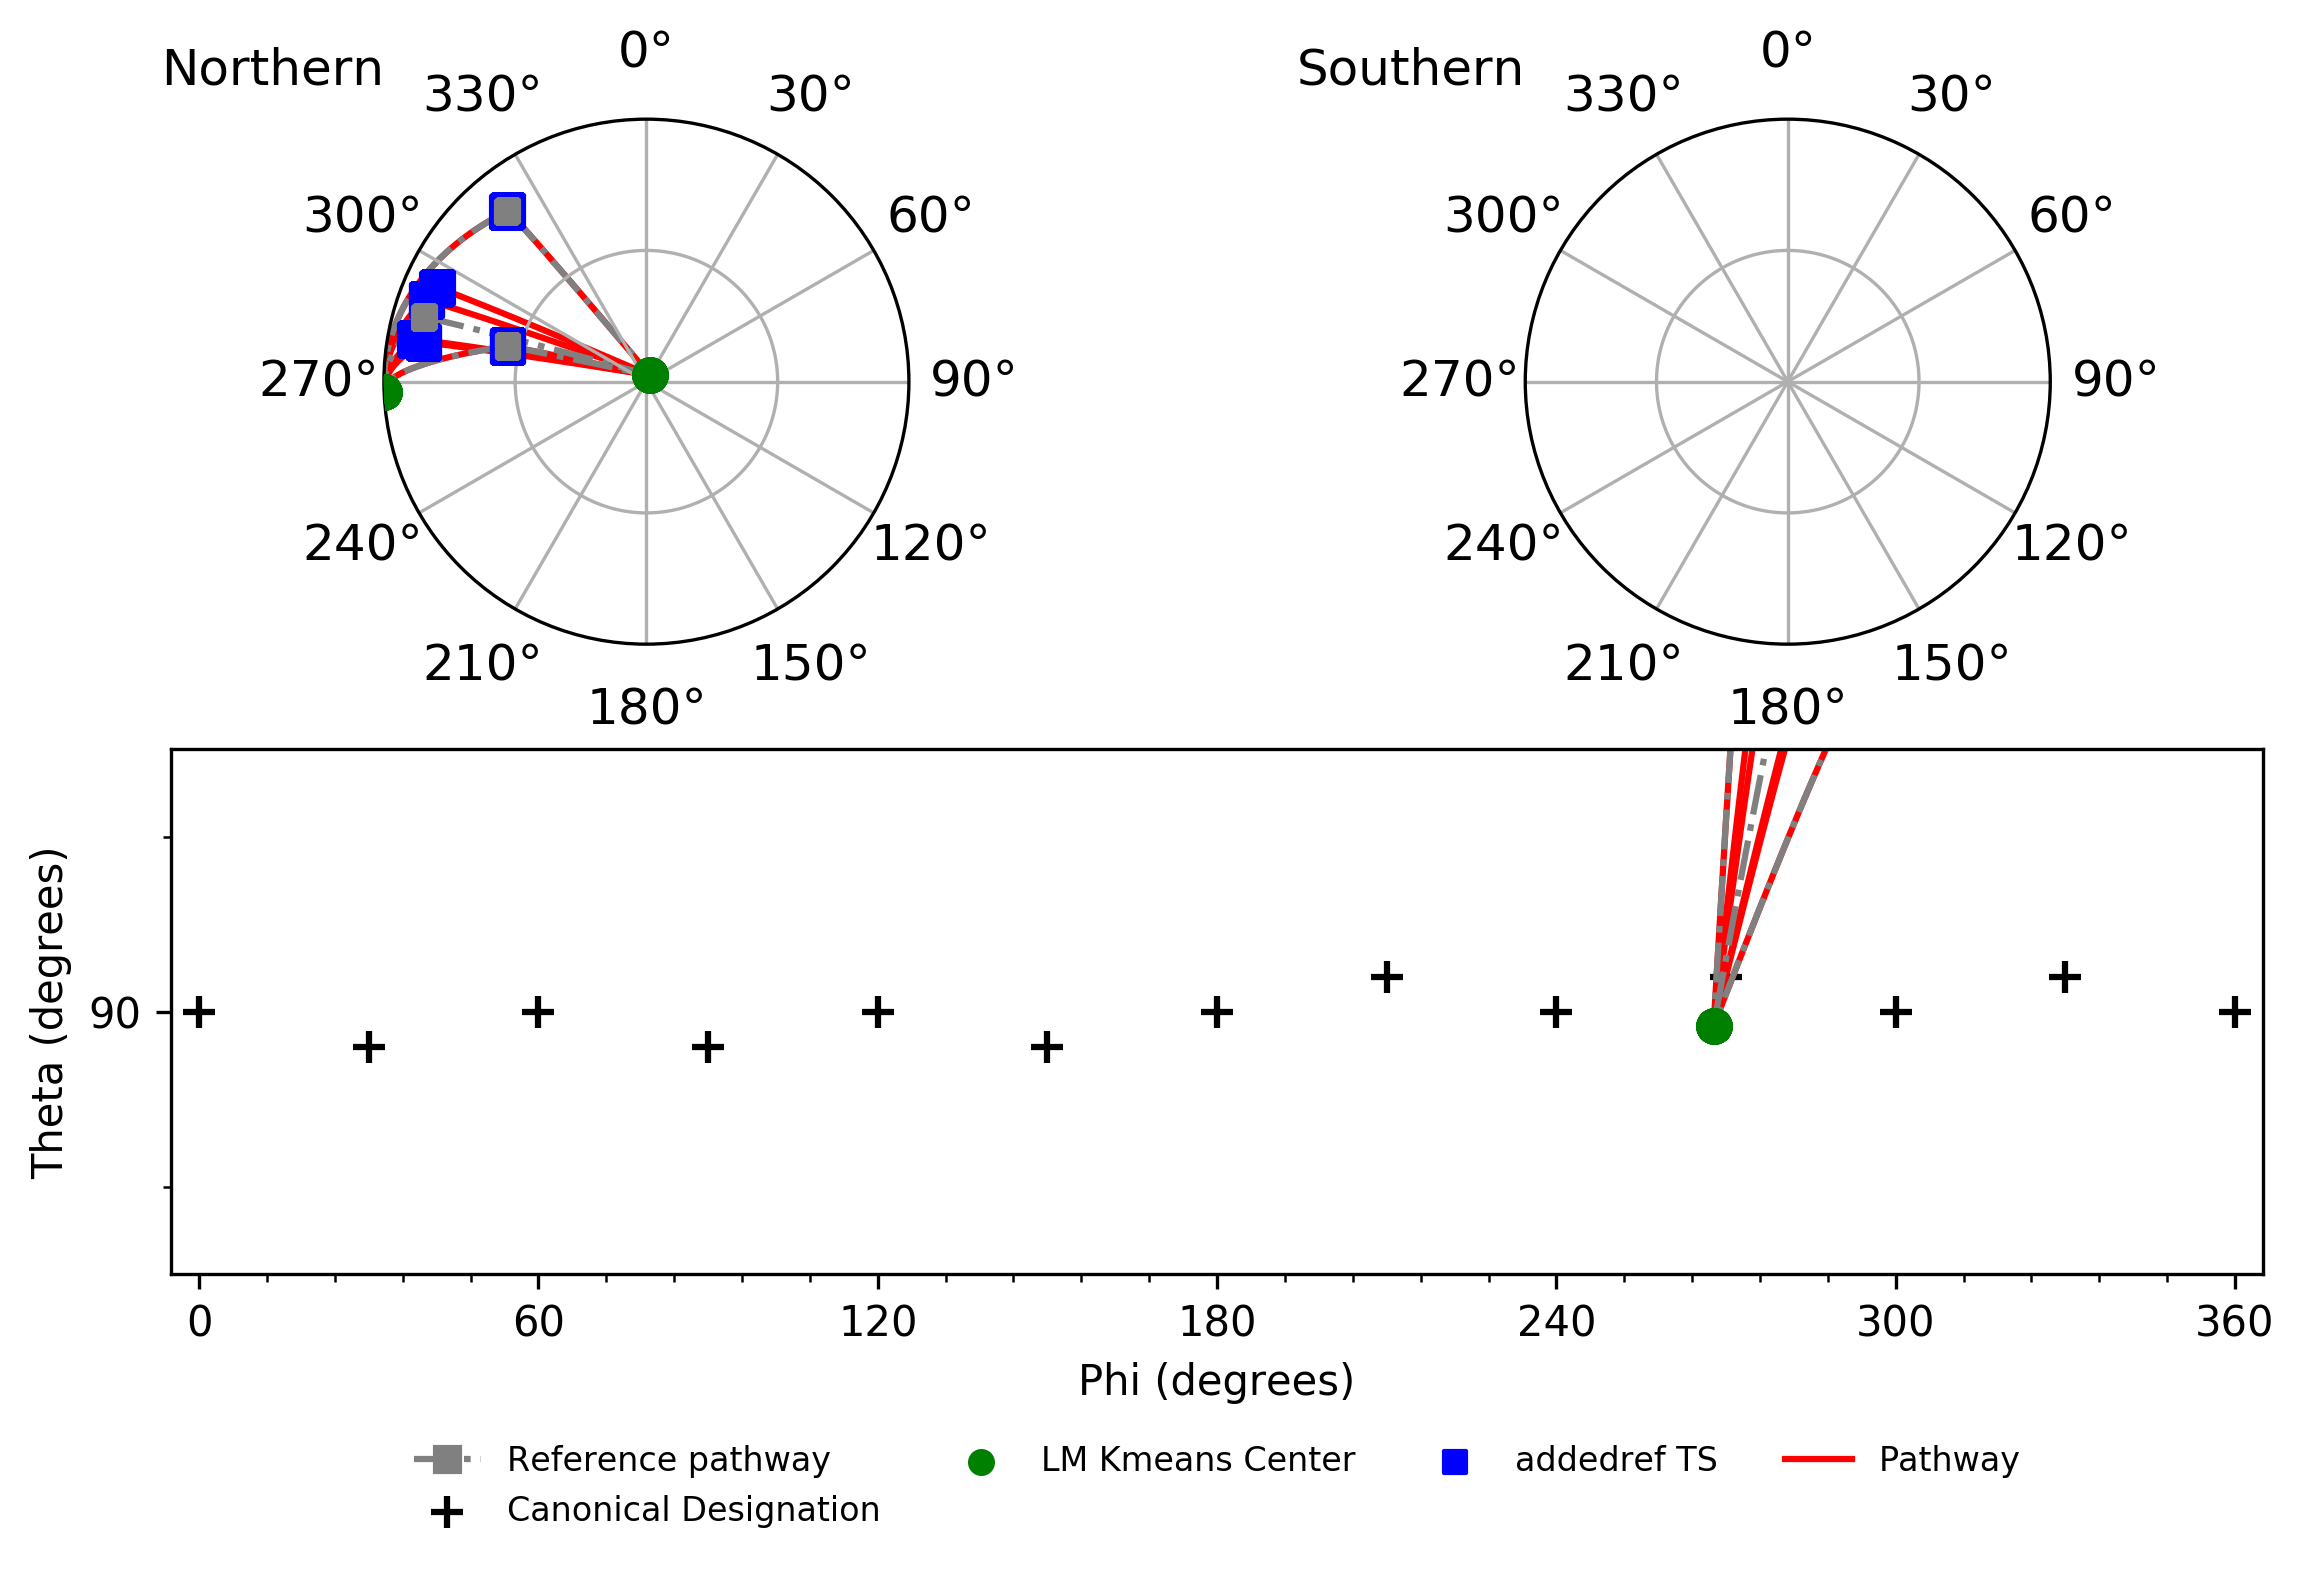 Northern
0°
330°
30°
300°
60°
270°
90°
240°
120°
210°
150°
180°
Southern
0°
330°
30°
300°
60°
270°
90°
240°
120°
210°
150°
180°
Theta (degrees)
90
0 60 120 180 240 300 360
Phi (degrees)
Reference pathway
Canonical Designation
LM Kmeans Center
addedref TS
Pathway